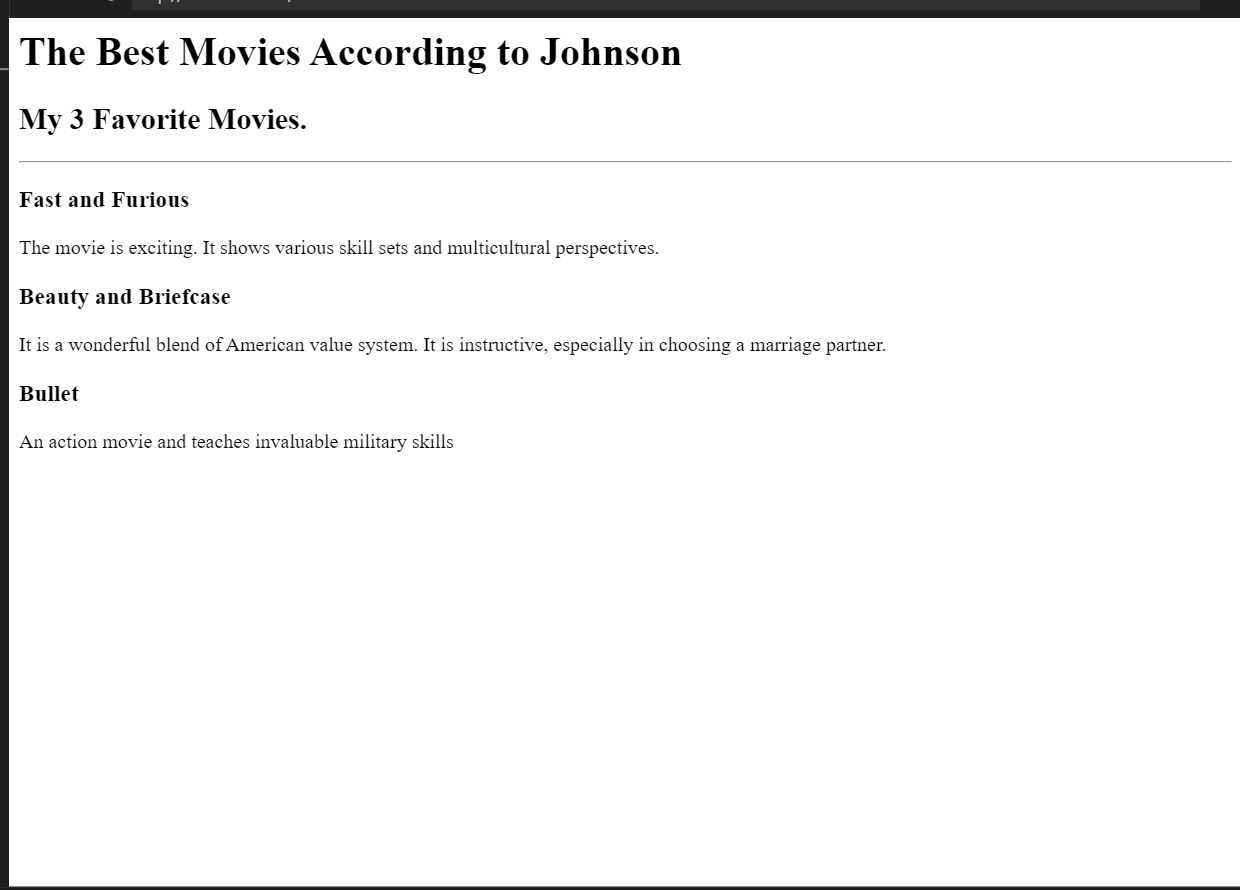 The Best Movies According to Johnson
My 3 Favorite Movies.
Fast and Furious
The movie is exciting. It shows various skill sets and multicultural perspectives.
Beauty and Briefcase
It is a wonderful blend of American value system. It is instructive, especially in choosing a marriage partner.
Bullet
An action movie and teaches invaluable military skills